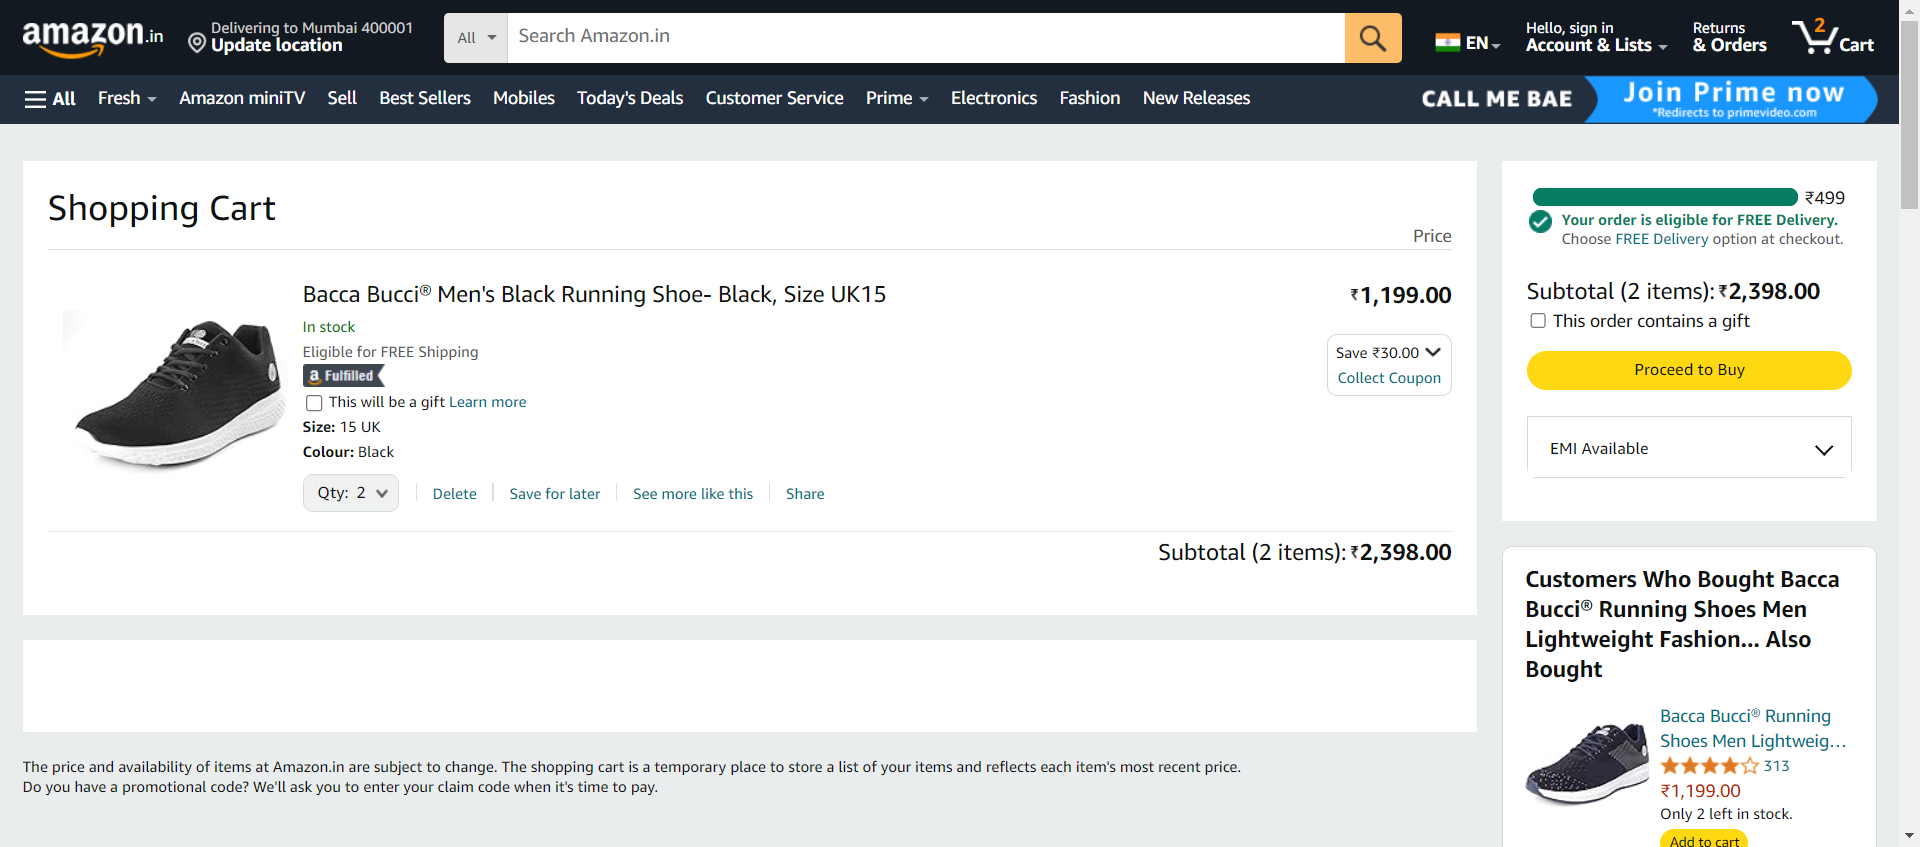 amazon.in
Delivering to Mumbai 400001
Update location
All
Search Amazon.in
EN
Hello, sign in
Account & Lists
Returns
& Orders
2
Cart
All
Fresh
Amazon miniTV
Sell
Best Sellers
Mobiles
Today's Deals
Customer Service
Prime
Electronics
Fashion
New Releases
CALL ME BAE
Join Prime now
*Redirects to primevideo.com
Shopping Cart
Price
Bacca Bucci® Men's Black Running Shoe- Black, Size UK15
₹1,199.00
In stock
Eligible for FREE Shipping
a Fulfilled
This will be a gift Learn more
Size: 15 UK
Colour: Black
Save ₹30.00
Collect Coupon
Qty: 2
Delete
Save for later
See more like this
Share
Subtotal (2 items): ₹2,398.00
The price and availability of items at Amazon.in are subject to change. The shopping cart is a temporary place to store a list of your items and reflects each item's most recent price.
Do you have a promotional code? We'll ask you to enter your claim code when it's time to pay.
₹499
Your order is eligible for FREE Delivery.
Choose FREE Delivery option at checkout.
Subtotal (2 items): ₹2,398.00
This order contains a gift
Proceed to Buy
EMI Available
Customers Who Bought Bacca
Bucci® Running Shoes Men
Lightweight Fashion... Also
Bought
Bacca Bucci® Running
Shoes Men Lightweig…
313
₹1,199.00
Only 2 left in stock.
Add to cart